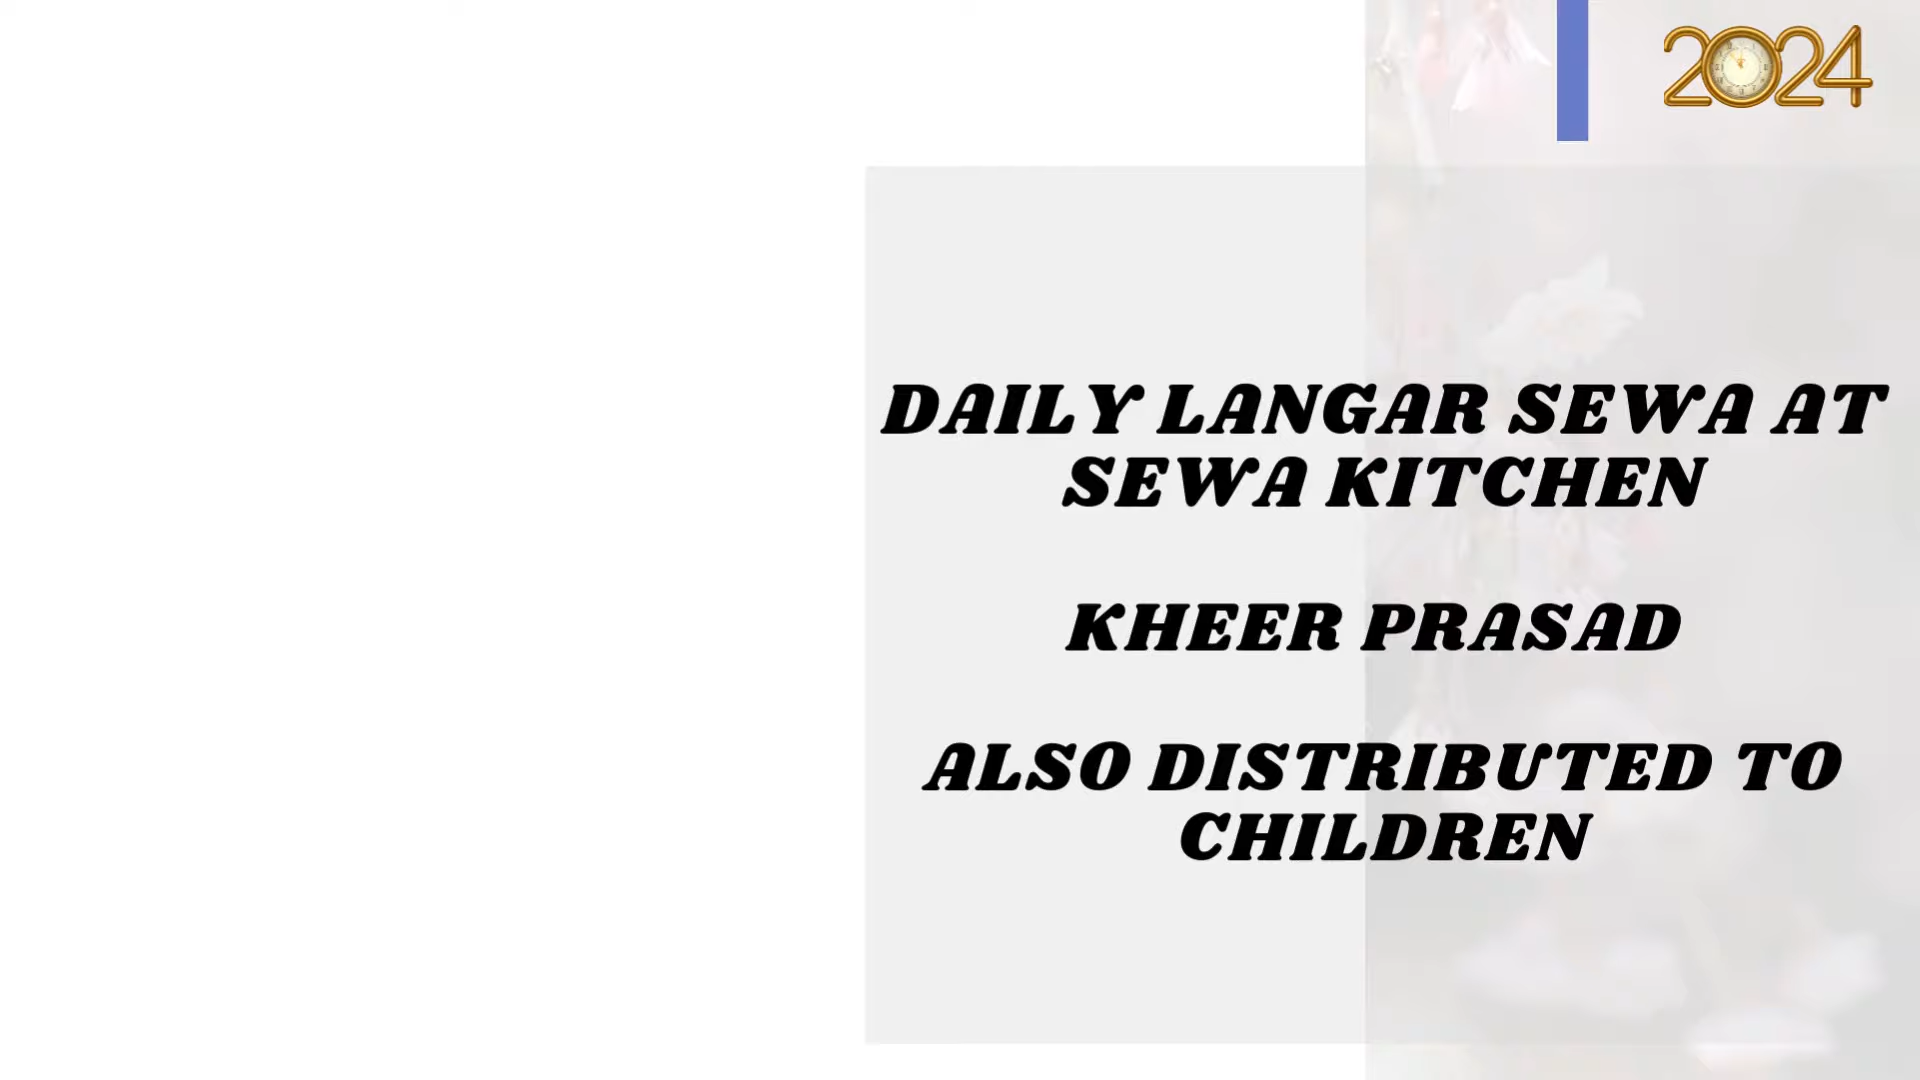 2024
DAILY LANGAR SEWA AT
SEWA KITCHEN
KHEER PRASAD
ALSO DISTRIBUTED TO
CHILDREN